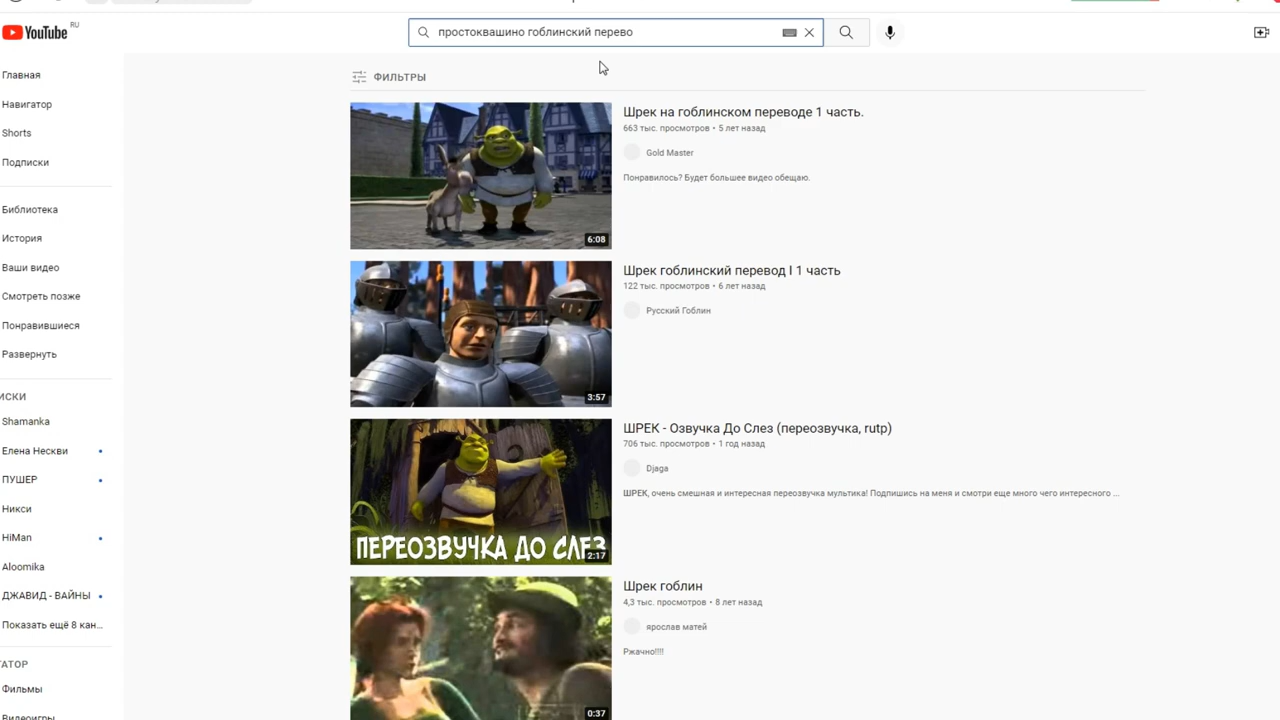 YouTube RU
простоквашино гоблинский перево
Главная
Навигатор
Shorts
Подписки
Библиотека
История
Ваши видео
Смотреть позже
Понравившиеся
Развернуть
ИСКИ
Shamanka
Елена Нескви
ПУШЕР
Никси
HiMan
Aloomika
ДЖАВИД - ВАЙНЫ
Показать ещё 8 кан...
АТОР
Фильмы
Видеоигры
ФИЛЬТРЫ
6:08
Шрек на гоблинском переводе 1 часть.
663 тыс. просмотров • 5 лет назад
Gold Master
Понравилось? Будет большее видео обещаю.
3:57
Шрек гоблинский перевод I 1 часть
122 тыс. просмотров • 6 лет назад
Русский Гоблин
ПЕРЕОЗВУЧКА ДО СЛЕЗ
2:17
ШРЕК - Озвучка До Слез (переозвучка, rutp)
706 тыс. просмотров • 1 год назад
Djaga
ШРЕК, очень смешная и интересная переозвучка мультика! Подпишись на меня и смотри еще много чего интересного ...
0:37
Шрек гоблин
4,3 тыс. просмотров • 8 лет назад
ярослав матей
Ржачно!!!!